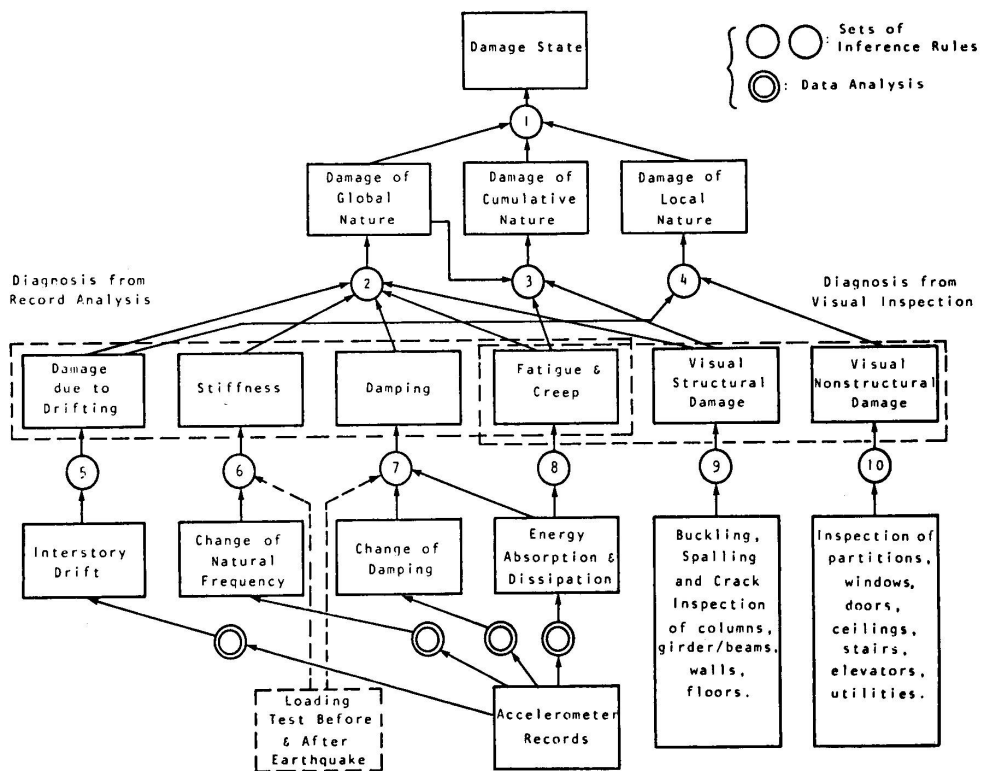 Damage State
: Sets of
Inference Rules
: Data Analysis
1
Damage of
Global
Nature
Damage of
Cumulative
Nature
Damage of
Local
Nature
Diagnosis from
Record Analysis
2
3
4
Diagnosis from
Visual Inspection
Damage
due to
Drifting
Stiffness
Damping
Fatigue &
Creep
Visual
Structural
Damage
Visual
Nonstructural
Damage
5
6
7
8
9
10
Interstory
Drift
Change of
Natural
Frequency
Change of
Damping
Energy
Absorption &
Dissipation
Buckling,
Spalling
and Crack
Inspection
of columns,
girder/beams,
walls,
floors.
Inspection of
partitions,
windows,
doors,
ceilings,
stairs,
elevators,
utilities.
Loading
Test Before
& After
Earthquake
Accelerometer
Records